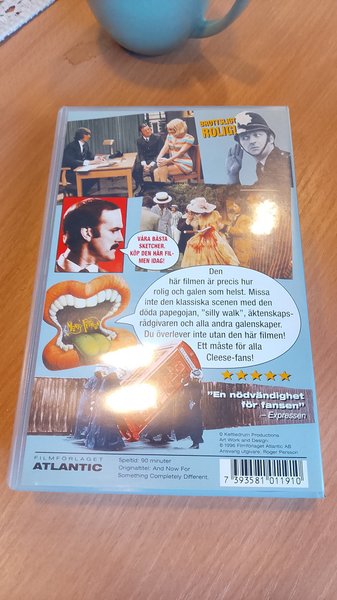 BROTTSLIGT
ROLIG!
VÅRA BÄSTA
SKETCHER.
KÖP DEN HÄR FIL-
MEN IDAG!
Den
här filmen är precis hur
rolig och galen som helst. Missa
inte den klassiska scenen med den
döda papegojan, "silly walk", äktenskaps-
rådgivaren och alla andra galenskaper.
Du överlever inte utan den här filmen!
Ett måste för alla
Cleese-fans!
"En nödvändighet
för fansen"
– Expressen
FILMFÖRLAGET
ATLANTIC
Speltid: 90 minuter
Originaltitel: And Now For
Something Completely Different.
© Kettledrum Productions.
Art Work and Design:
© 1996 Filmförlaget Atlantic AB
Ansvarig Utgivare: Roger Persson
7 393581 011910